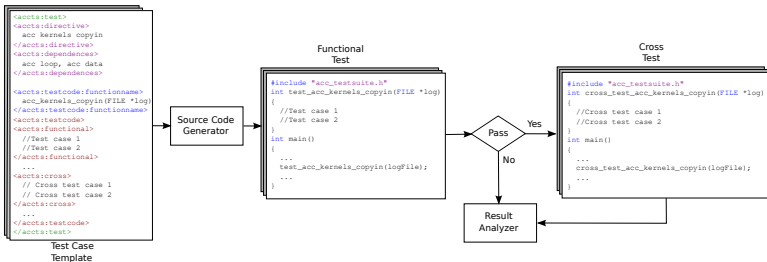 <accts:test>
<accts:directive>
acc kernels copyin
</accts:directive>
<accts:dependences>
acc loop, acc data
</accts:dependences>
<accts:testcode:functionname>
acc_kernels_copyin(FILE *log)
</accts:testcode:functionname>
<accts:testcode>
<accts:functional>
//Test case 1
//Test case 2
</accts:functional>
...
<accts:cross>
// Cross test case 1
// Cross test case 2
</accts:cross>
...
</accts:testcode>
</accts:test>
Test Case
Template
Source Code
Generator
Functional
Test
#include "acc_testsuite.h"
int test_acc_kernels_copyin(FILE *log)
{
//Test case 1
//Test case 2
}
int main()
{
...
test_acc_kernels_copyin(logFile);
...
}
Pass
Yes
No
Result
Analyzer
Cross
Test
#include "acc_testsuite.h"
int cross_test_acc_kernels_copyin(FILE *log)
{
//Cross test case 1
//Cross test case 2
}
int main()
{
...
cross_test_acc_kernels_copyin(logFile);
...
}